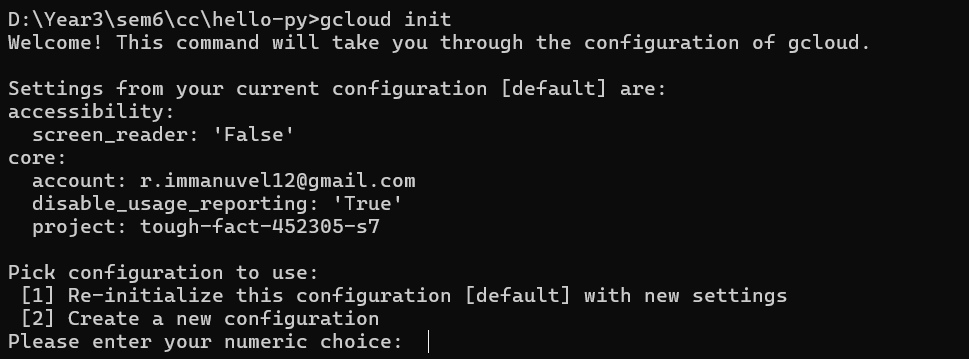 D:\Year3\sem6\cc\hello-py>gcloud init
Welcome! This command will take you through the configuration of gcloud.

Settings from your current configuration [default] are:
accessibility:
  screen_reader: 'False'
core:
  account: r.immanuvel12@gmail.com
  disable_usage_reporting: 'True'
  project: tough-fact-452305-s7

Pick configuration to use:
 [1] Re-initialize this configuration [default] with new settings
 [2] Create a new configuration
Please enter your numeric choice: